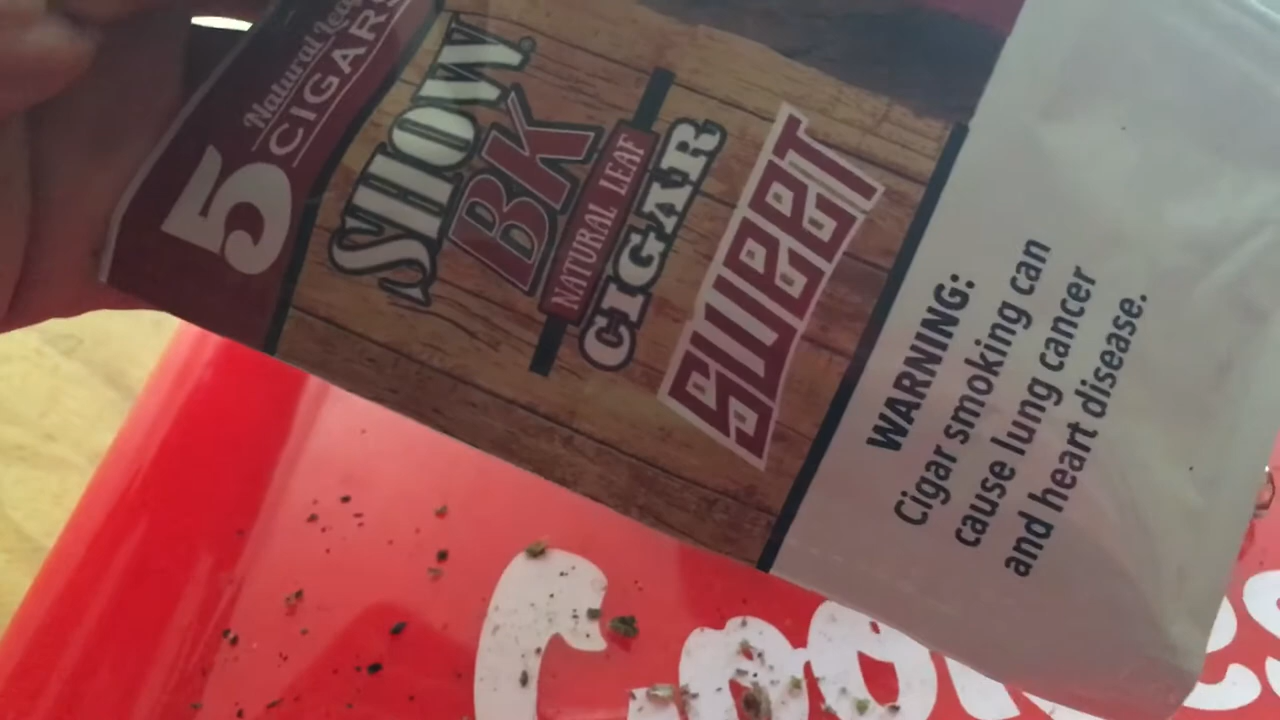 5
Natural Leaf
CIGARS
SHOW®
BK
NATURAL LEAF
CIGAR
SWEET
WARNING:
Cigar smoking can
cause lung cancer
and heart disease.